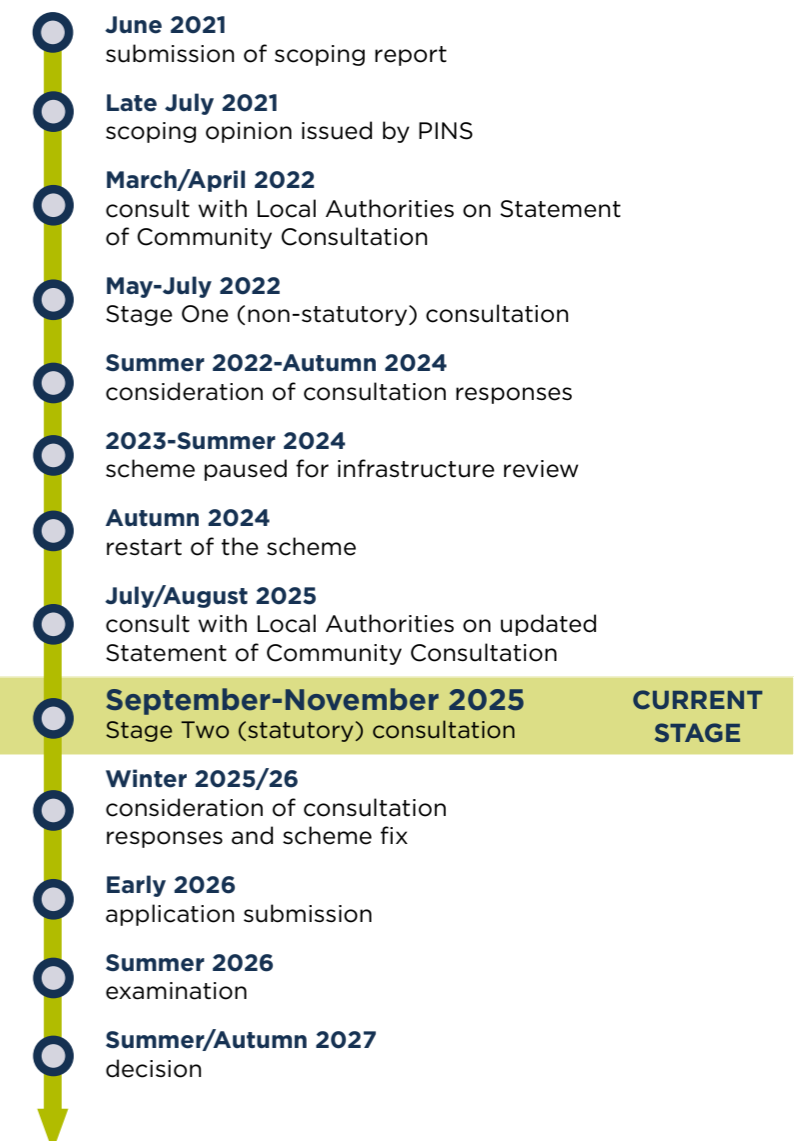 June 2021
submission of scoping report
Late July 2021
scoping opinion issued by PINS
March/April 2022
consult with Local Authorities on Statement
of Community Consultation
May-July 2022
Stage One (non-statutory) consultation
Summer 2022-Autumn 2024
consideration of consultation responses
2023-Summer 2024
scheme paused for infrastructure review
Autumn 2024
restart of the scheme
July/August 2025
consult with Local Authorities on updated
Statement of Community Consultation
September-November 2025
Stage Two (statutory) consultation
CURRENT
STAGE
Winter 2025/26
consideration of consultation
responses and scheme fix
Early 2026
application submission
Summer 2026
examination
Summer/Autumn 2027
decision